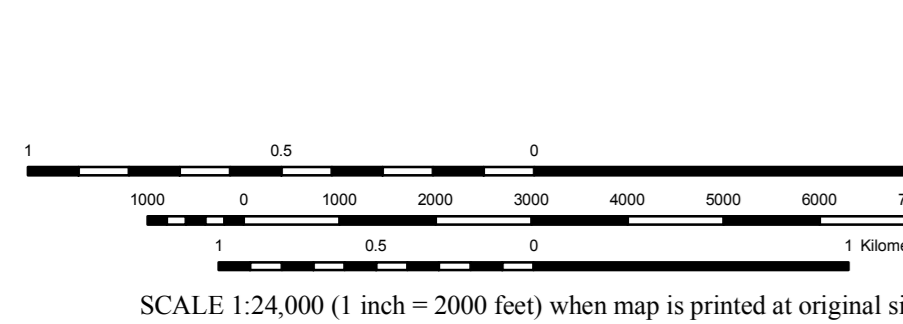 1 0.5 0
1000 0 1000 2000 3000 4000 5000 6000 7
1 0.5 0 1 Kilome
SCALE 1:24,000 (1 inch = 2000 feet) when map is printed at original si